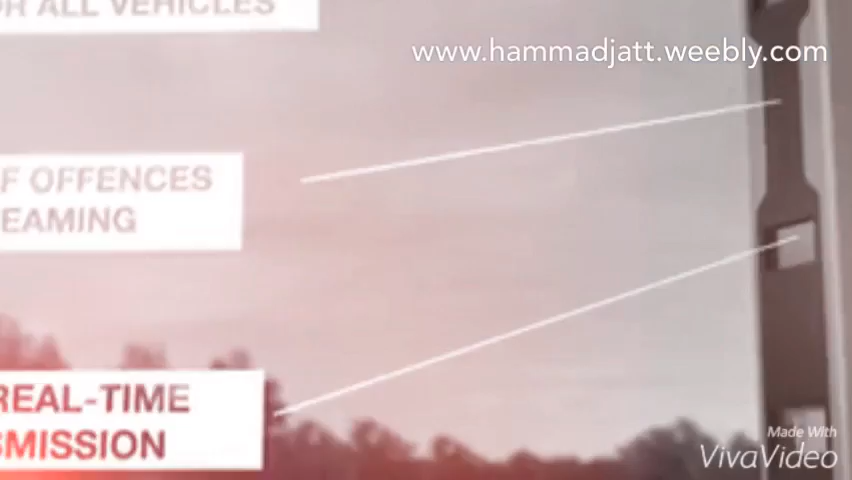 OR ALL VEHICLES
www.hammadjatt.weebly.com
F OFFENCES
EAMING
REAL-TIME
SMISSION
Made With
VivaVideo